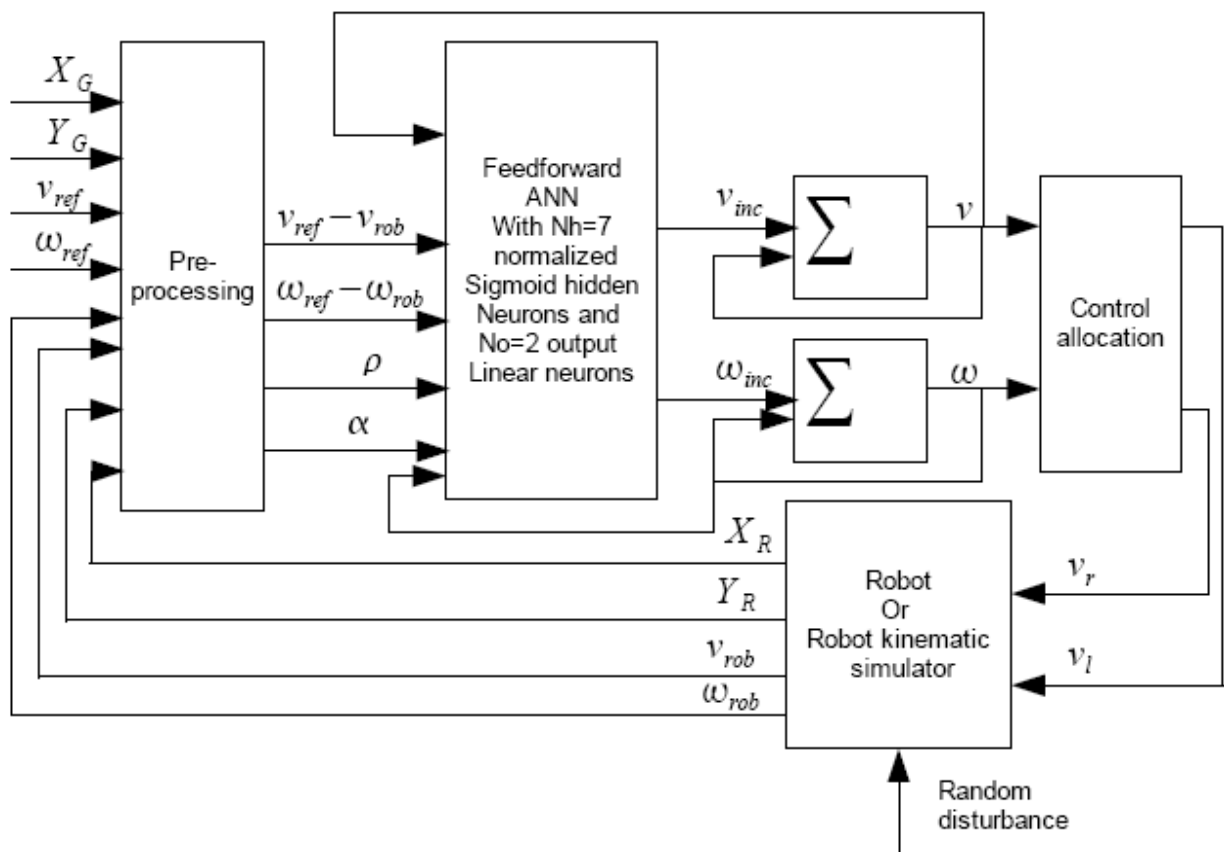 X_G
Y_G
v_ref
ω_ref
Pre-
processing
v_ref − v_rob
ω_ref − ω_rob
ρ
α
Feedforward
ANN
With Nh=7
normalized
Sigmoid hidden
Neurons and
No=2 output
Linear neurons
v_inc
∑
v
ω_inc
∑
ω
Control
allocation
X_R
Y_R
v_rob
ω_rob
Robot
Or
Robot kinematic
simulator
v_r
v_l
Random
disturbance